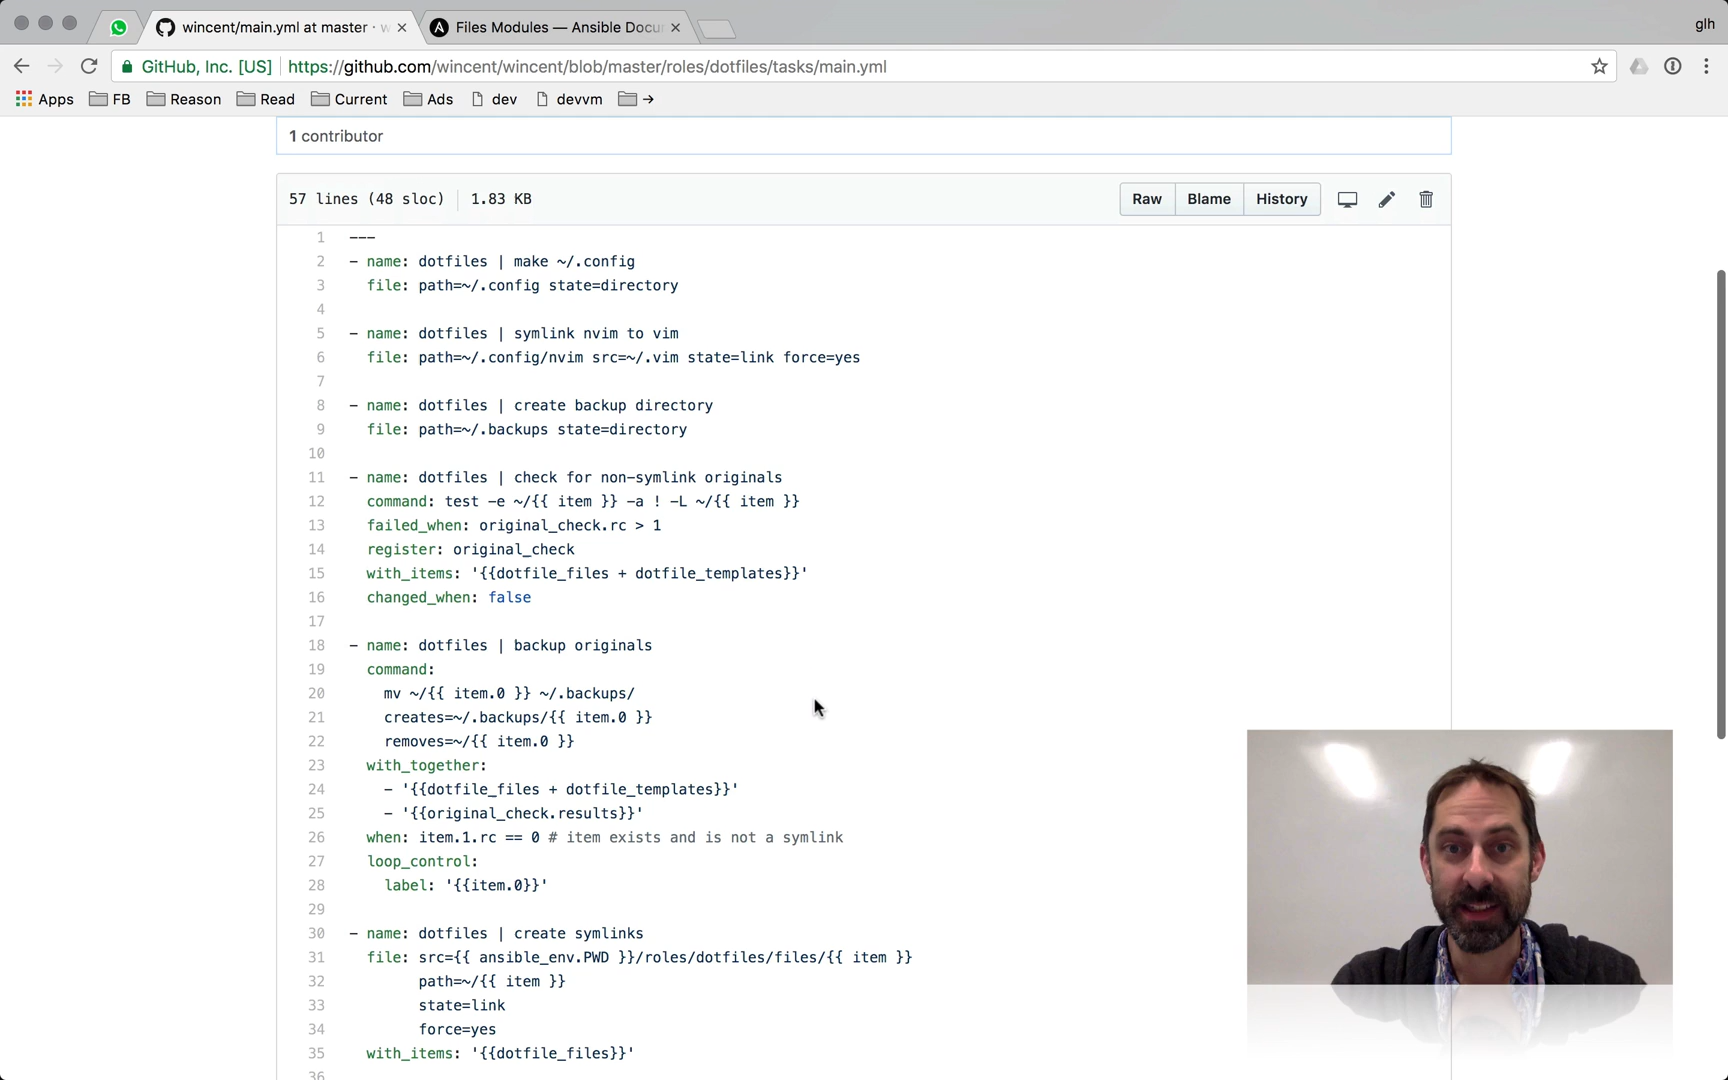 wincent/main.yml at master · w
Files Modules — Ansible Docu
glh
GitHub, Inc. [US] https://github.com/wincent/wincent/blob/master/roles/dotfiles/tasks/main.yml
Apps FB Reason Read Current Ads dev devvm →
1 contributor
57 lines (48 sloc) 1.83 KB Raw Blame History
1 ---
2 - name: dotfiles | make ~/.config
3 file: path=~/.config state=directory
4
5 - name: dotfiles | symlink nvim to vim
6 file: path=~/.config/nvim src=~/.vim state=link force=yes
7
8 - name: dotfiles | create backup directory
9 file: path=~/.backups state=directory
10
11 - name: dotfiles | check for non-symlink originals
12 command: test -e ~/{{ item }} -a ! -L ~/{{ item }}
13 failed_when: original_check.rc > 1
14 register: original_check
15 with_items: '{{dotfile_files + dotfile_templates}}'
16 changed_when: false
17
18 - name: dotfiles | backup originals
19 command:
20 mv ~/{{ item.0 }} ~/.backups/
21 creates=~/.backups/{{ item.0 }}
22 removes=~/{{ item.0 }}
23 with_together:
24 - '{{dotfile_files + dotfile_templates}}'
25 - '{{original_check.results}}'
26 when: item.1.rc == 0 # item exists and is not a symlink
27 loop_control:
28 label: '{{item.0}}'
29
30 - name: dotfiles | create symlinks
31 file: src={{ ansible_env.PWD }}/roles/dotfiles/files/{{ item }}
32 path=~/{{ item }}
33 state=link
34 force=yes
35 with_items: '{{dotfile_files}}'
36